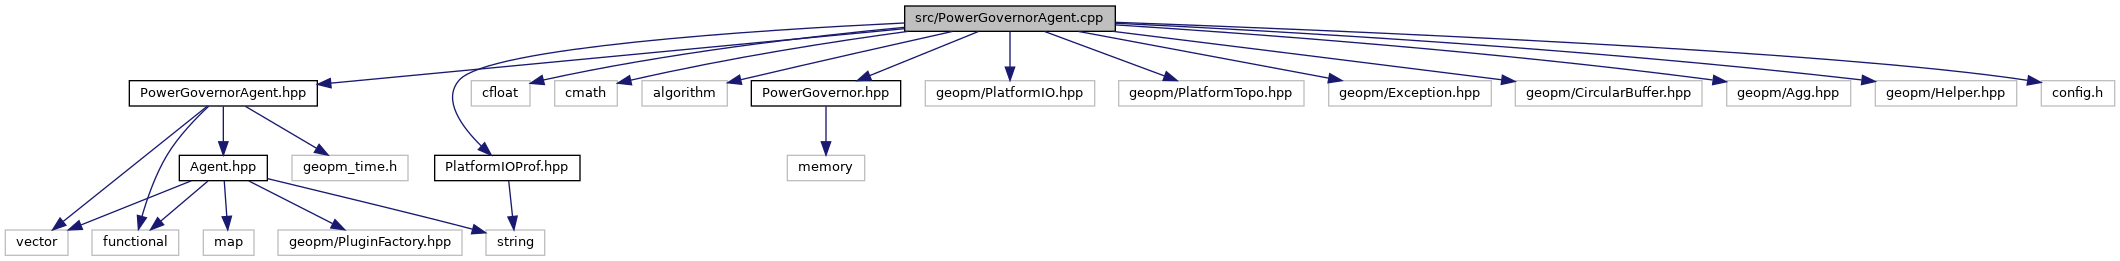 src/PowerGovernorAgent.cpp
PowerGovernorAgent.hpp
cfloat
cmath
algorithm
PowerGovernor.hpp
geopm/PlatformIO.hpp
geopm/PlatformTopo.hpp
geopm/Exception.hpp
geopm/CircularBuffer.hpp
geopm/Agg.hpp
geopm/Helper.hpp
config.h
Agent.hpp
geopm_time.h
PlatformIOProf.hpp
memory
vector
functional
map
geopm/PluginFactory.hpp
string